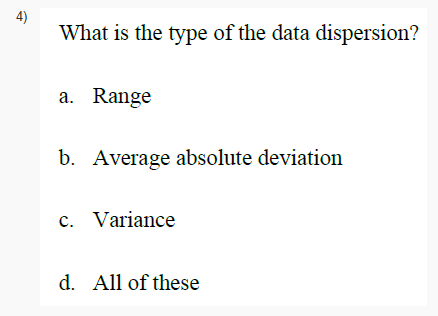 4)
What is the type of the data dispersion?
a. Range
b. Average absolute deviation
c. Variance
d. All of these